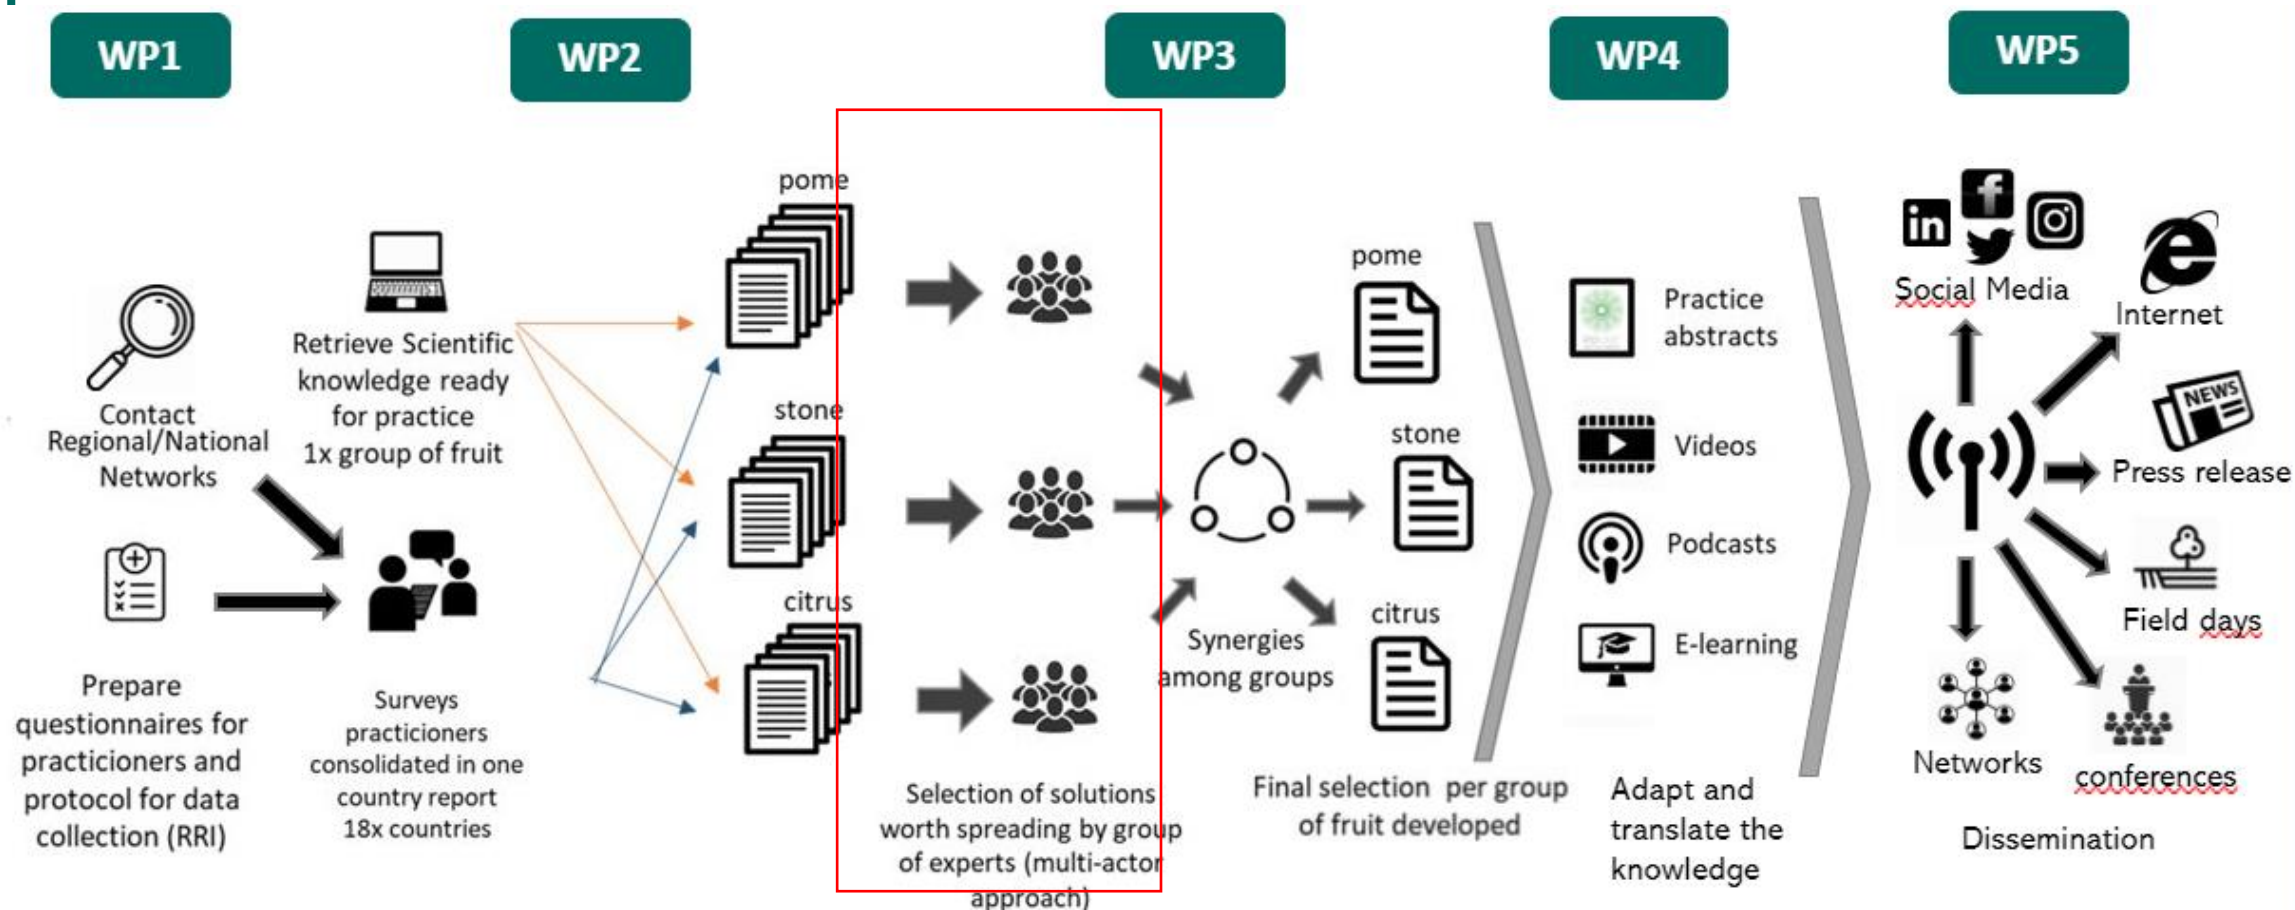 WP1
WP2
WP3
WP4
WP5
Contact
Regional/National
Networks
Prepare
questionnaires for
practicioners and
protocol for data
collection (RRI)
Retrieve Scientific
knowledge ready
for practice
1x group of fruit
Surveys
practicioners
consolidated in one
country report
18x countries
pome
stone
citrus
Selection of solutions
worth spreading by group
of experts (multi-actor
approach)
Synergies
among groups
pome
stone
citrus
Final selection per group
of fruit developed
Practice
abstracts
Videos
Podcasts
E-learning
Adapt and
translate the
knowledge
in
f
Social Media
e
Internet
NEWS
Press release
Field days
Networks
conferences
Dissemination